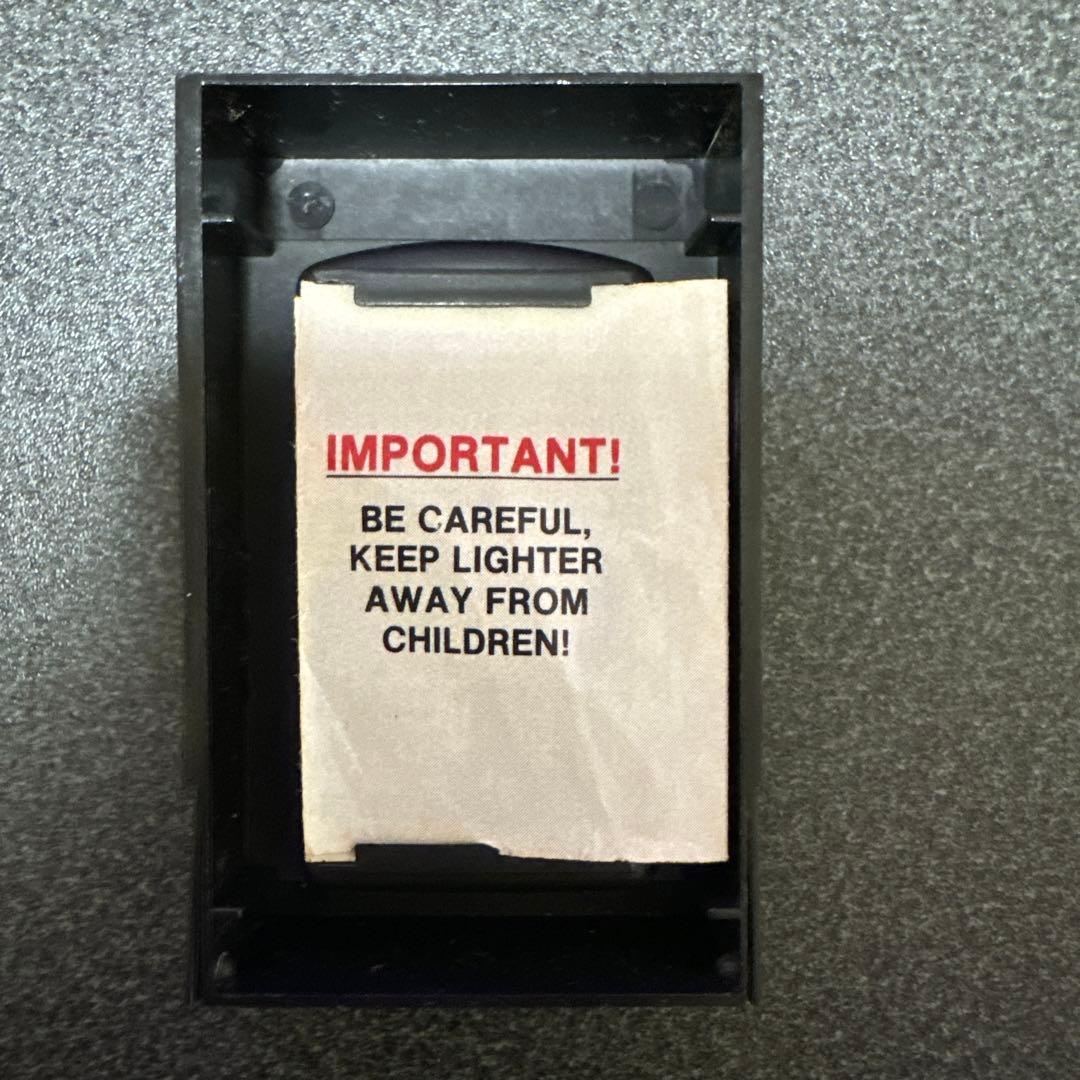 IMPORTANT!
BE CAREFUL,
KEEP LIGHTER
AWAY FROM
CHILDREN!